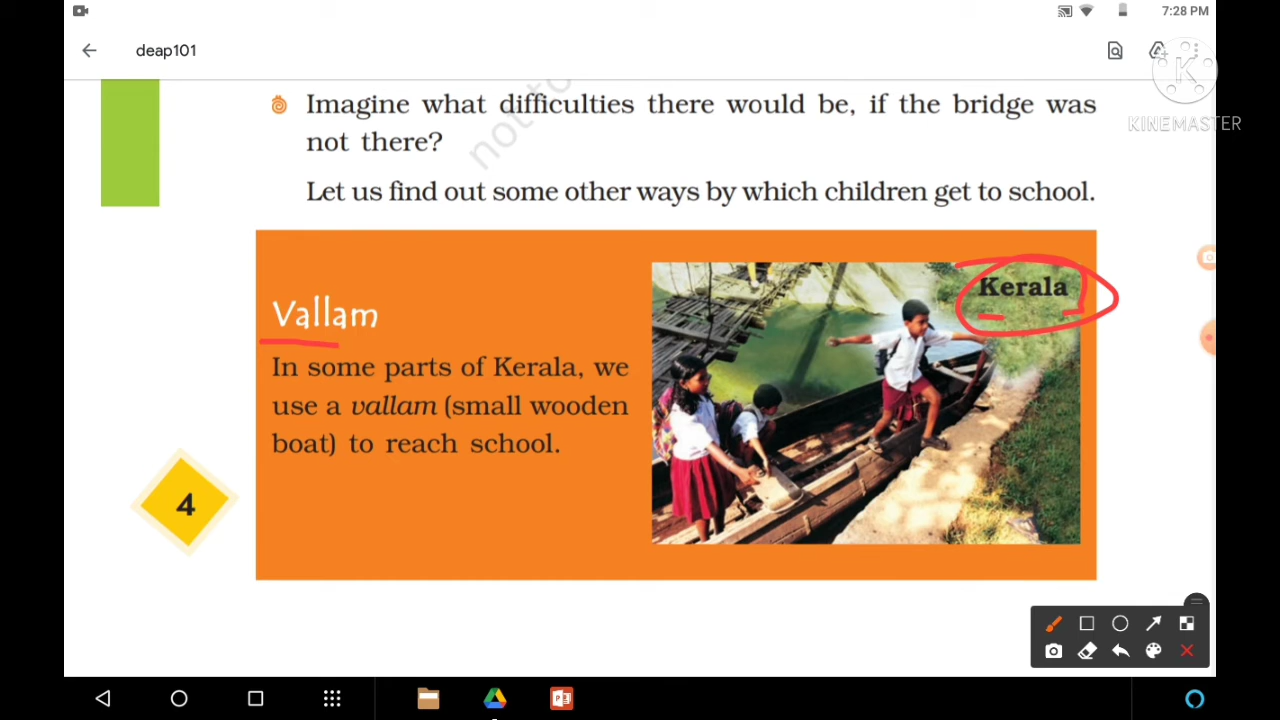 7:28 PM
deap101
KINEMASTER
Imagine what difficulties there would be, if the bridge was
not there?
not to
Let us find out some other ways by which children get to school.
Kerala
Vallam
In some parts of Kerala, we
use a vallam (small wooden
boat) to reach school.
4